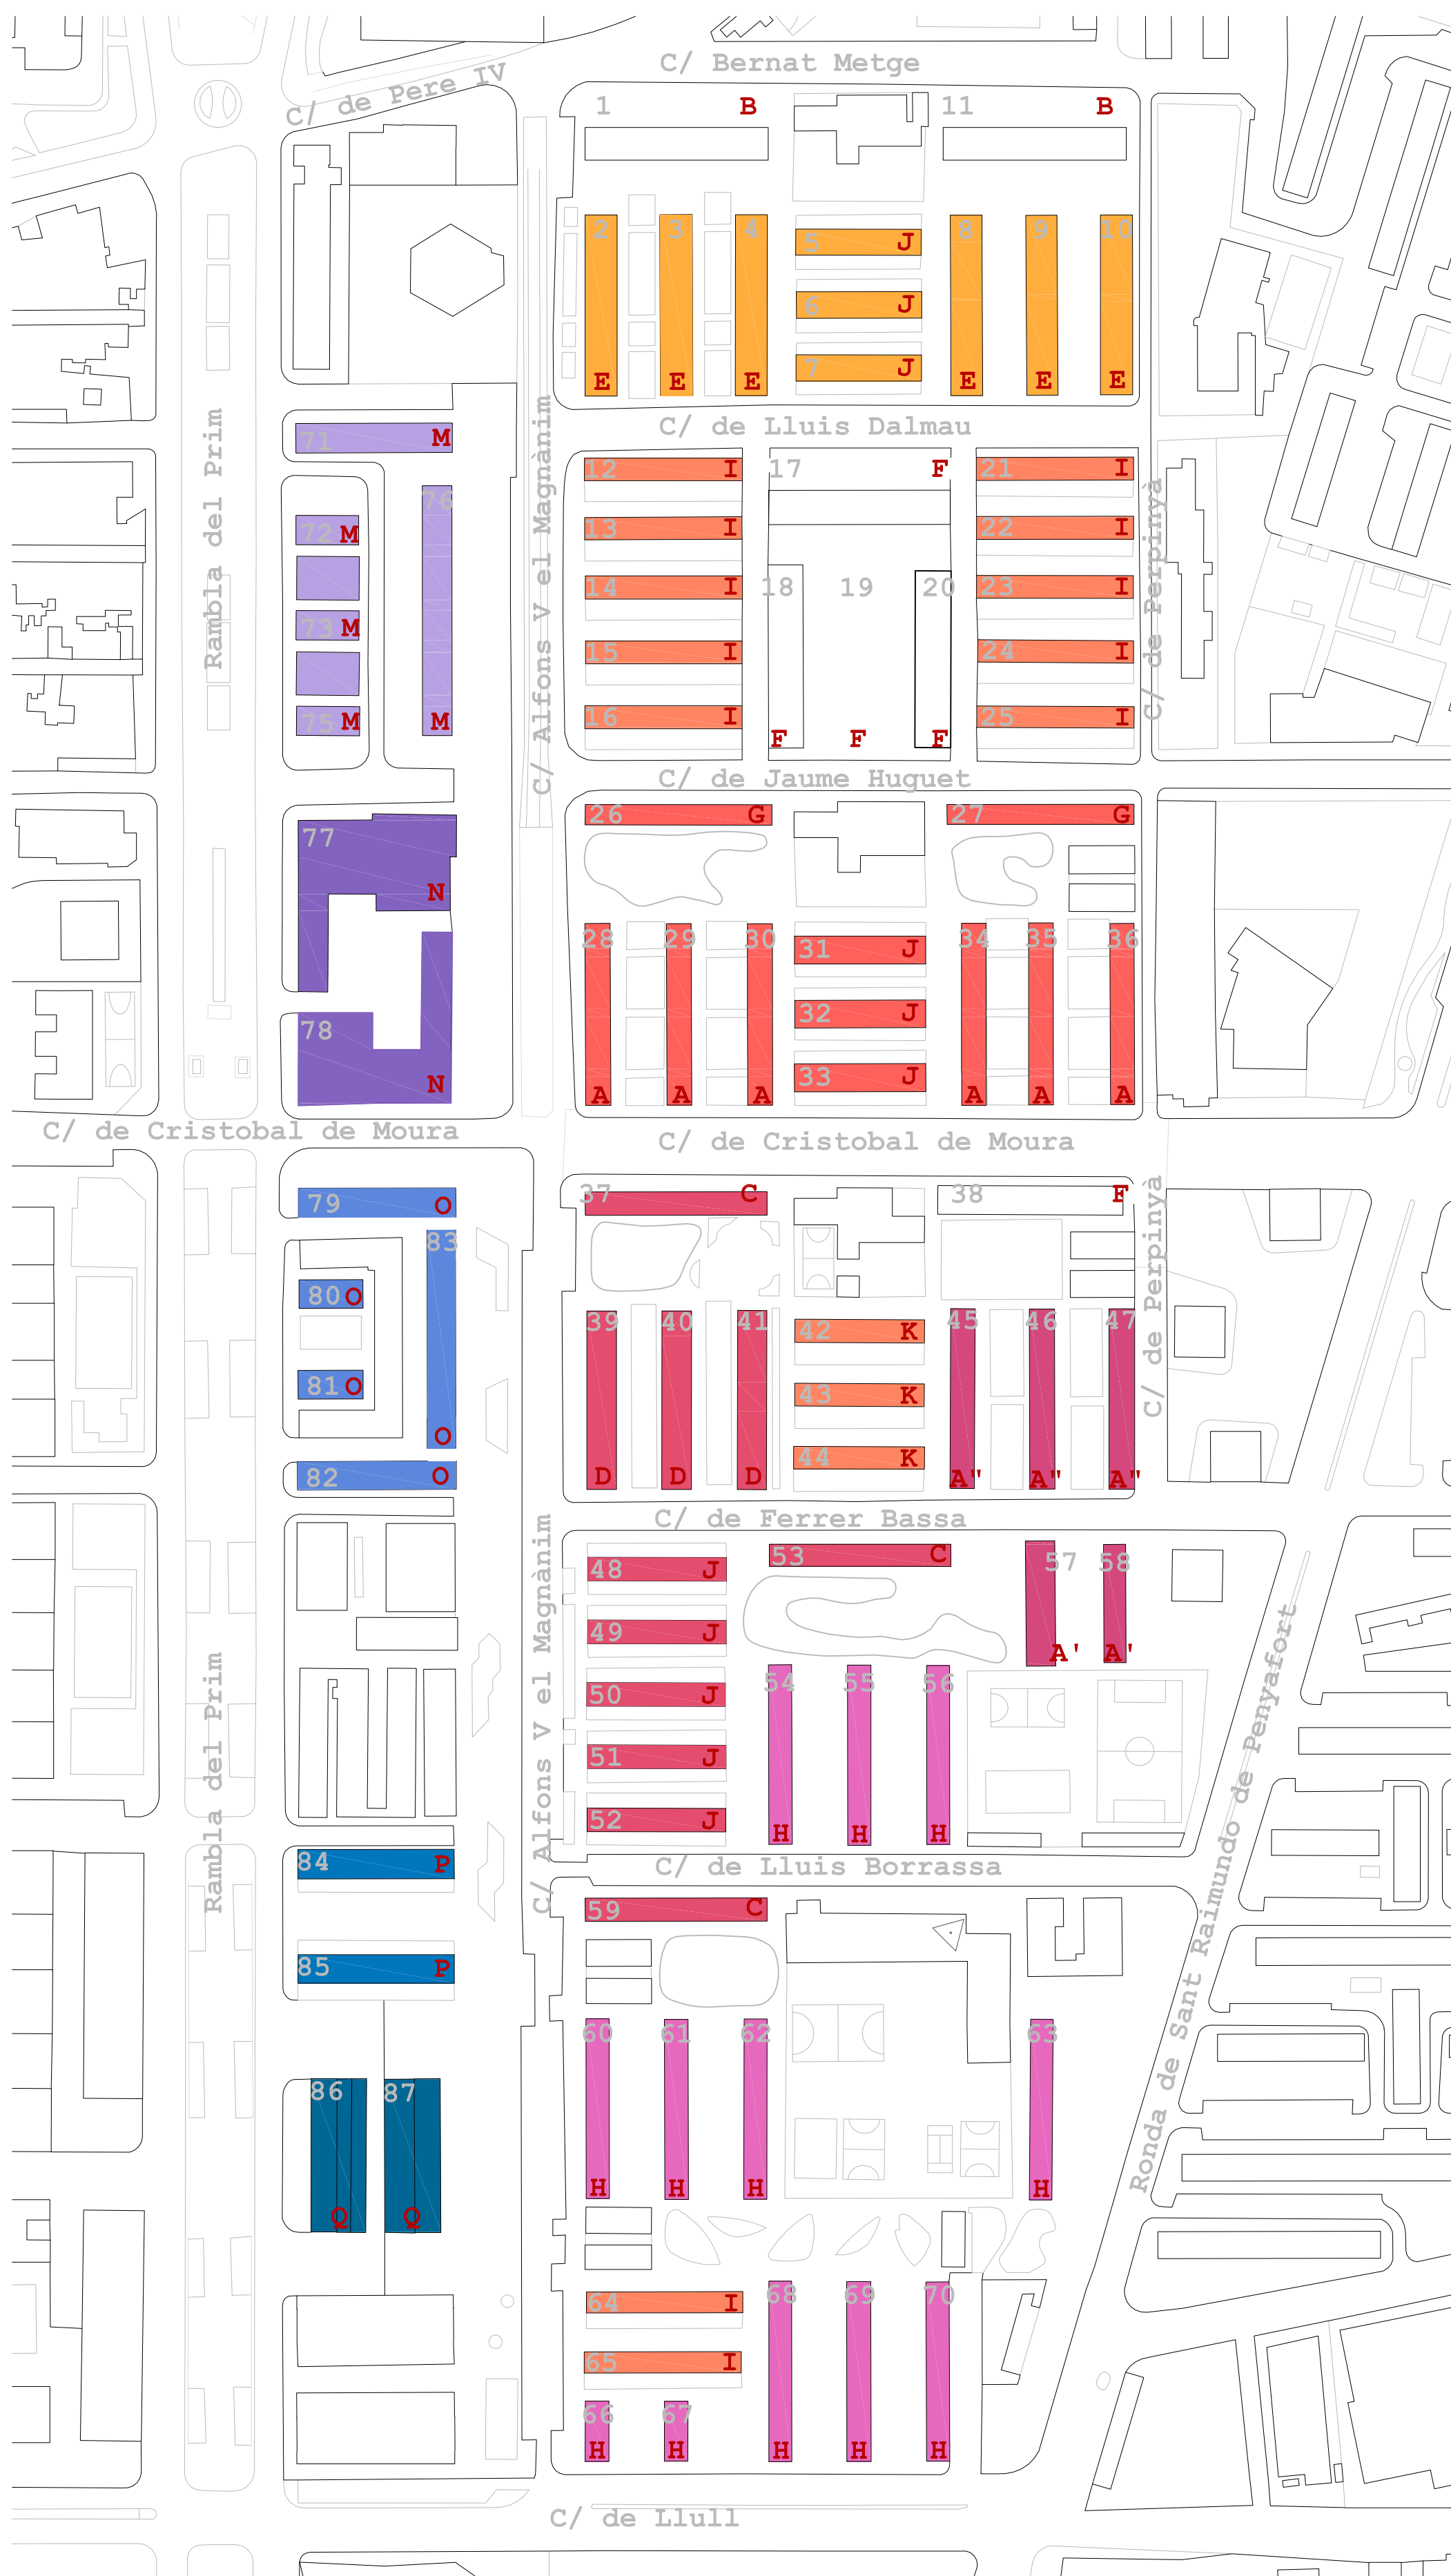 C/ Bernat Metge
C/ de Pere IV
1 B 11 B
2 3 4 5 J 8 9 10
6 J
7 J
E E E E E E
Rambla del Prim
C/ Alfons V el Magnànim
C/ de Lluis Dalmau
71 M
12 I 17 F 21 I
76
72 M 13 I 22 I
C/ de Perpinyà
14 I 18 19 20 23 I
73 M
15 I 24 I
75 M M 16 I 25 I
F F F
C/ de Jaume Huguet
26 G 27 G
77
N
28 29 30 31 J 34 35 36
32 J
78
33 J
N
A A A A A A
C/ de Cristobal de Moura
C/ de Cristobal de Moura
79 O 37 C 38 F
83
80 O
39 40 41 42 K 45 46 47
C/ de Perpinyà
81 O 43 K
O
44 K
82 O D D D A" A" A"
C/ de Ferrer Bassa
C/ Alfons V el Magnànim
48 J 53 C 57 58
49 J
A' A'
54 55 56
50 J
51 J
52 J
H H H
Rambla del Prim
Ronda de Sant Raimundo de Penyafort
84 P
C/ de Lluis Borrassa
59 C
85 P
60 61 62 63
86 87
H H H H
Q Q
64 I 68 69 70
65 I
66 67
H H H H H
C/ de Llull